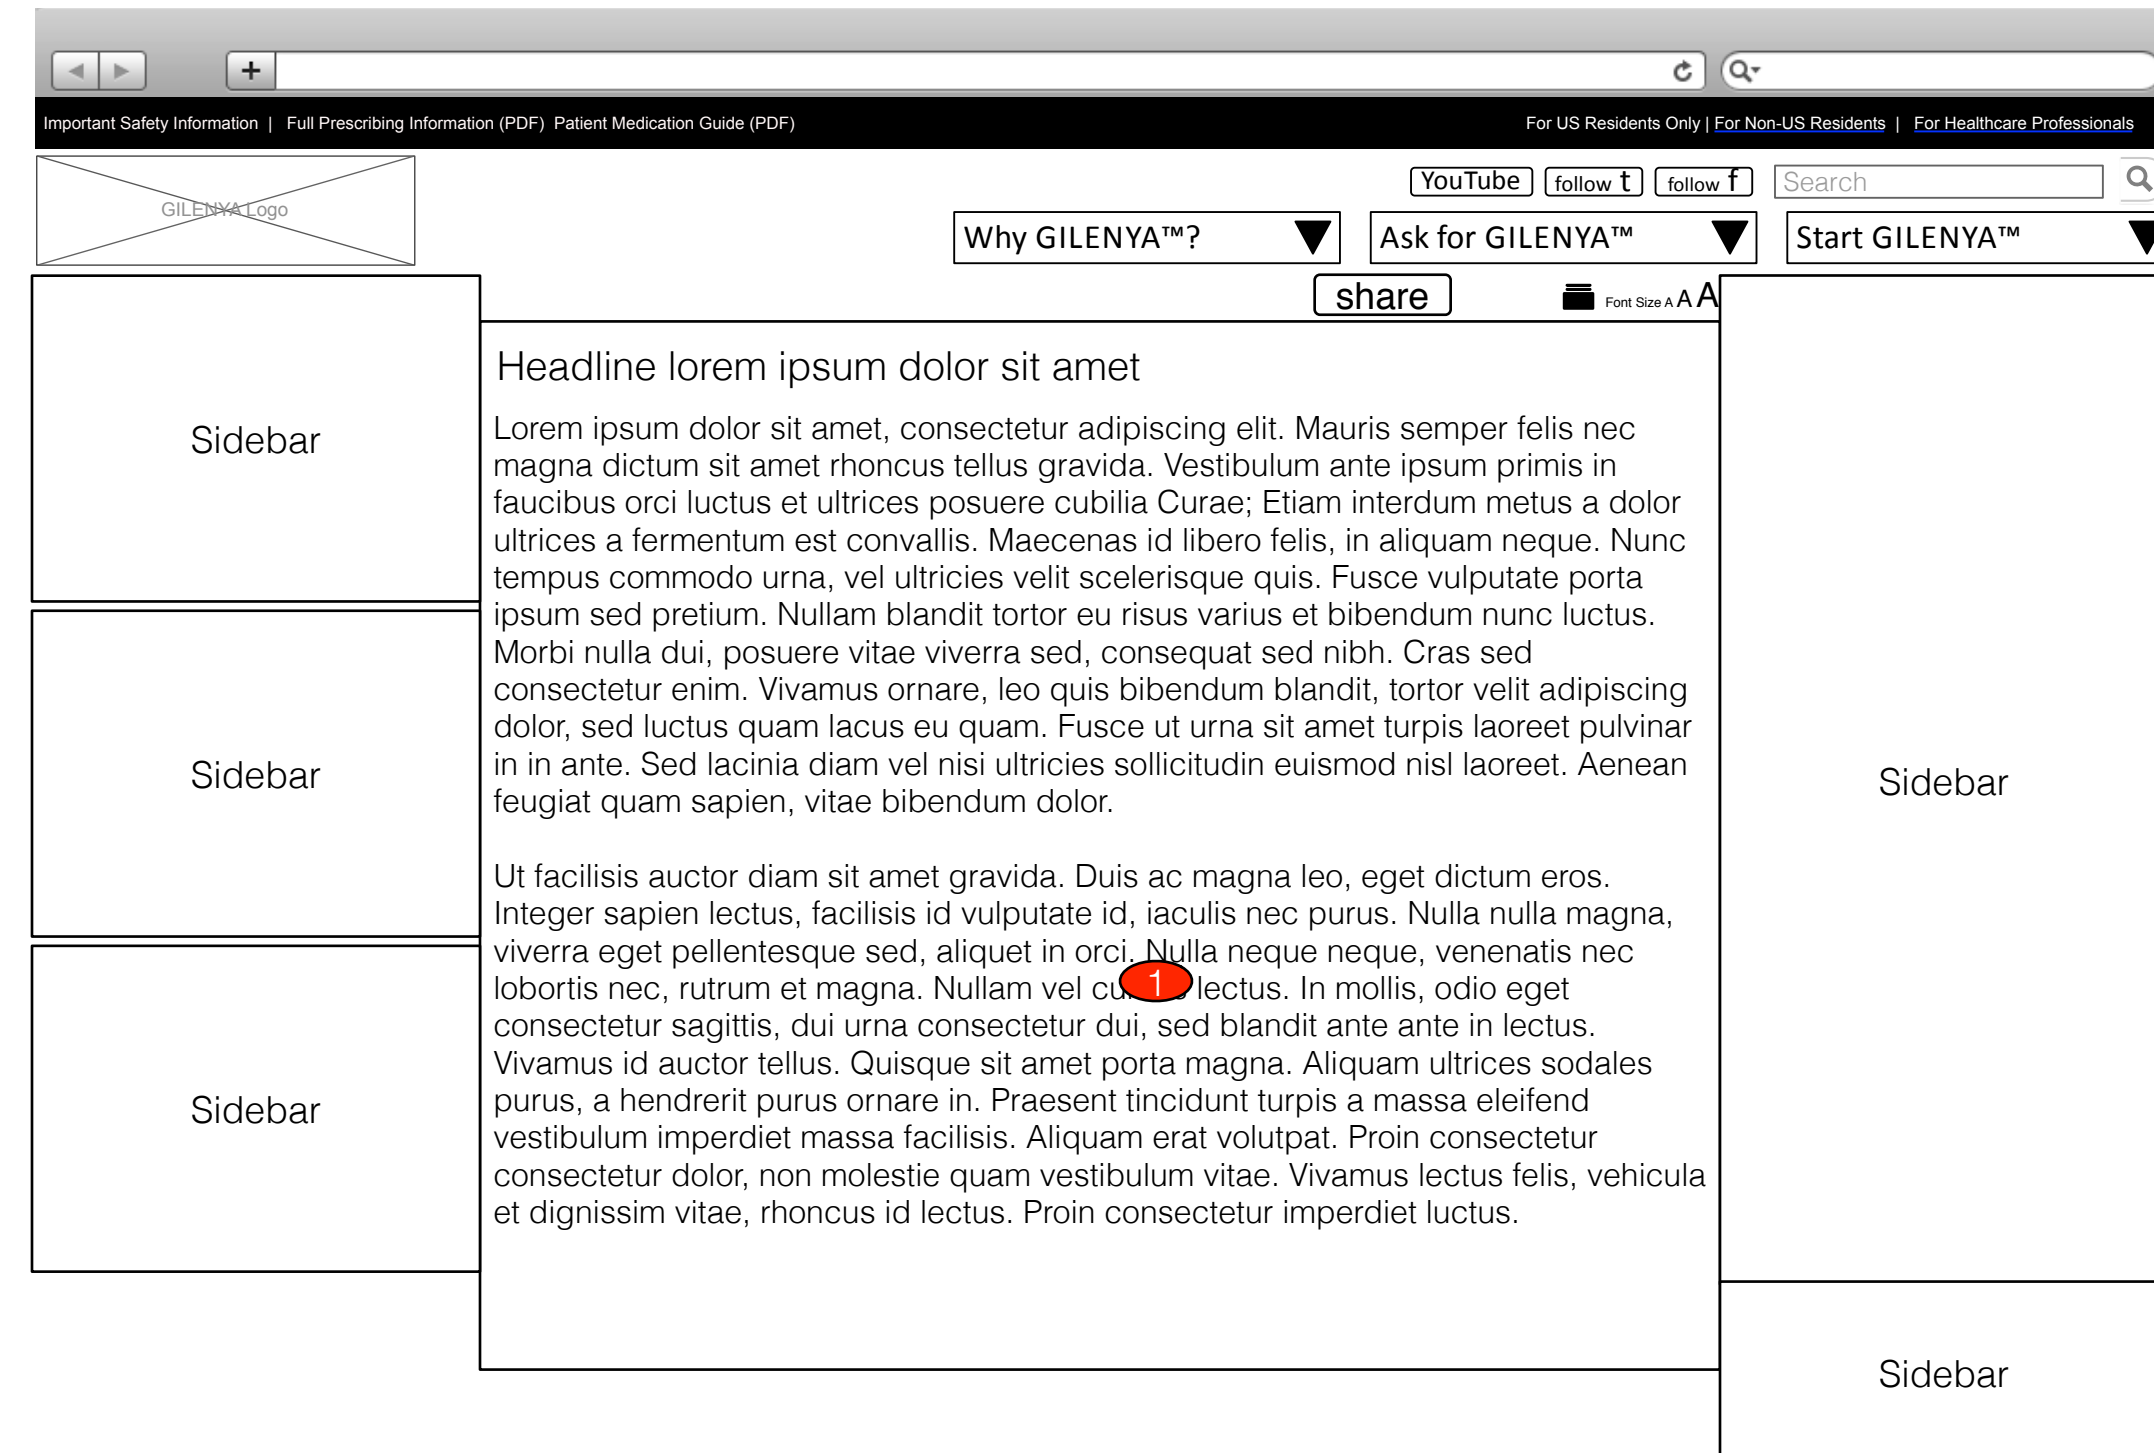 Important Safety Information | Full Prescribing Information (PDF) Patient Medication Guide (PDF)
For US Residents Only | For Non-US Residents | For Healthcare Professionals
GILENYA Logo
YouTube
follow t
follow f
Search
Why GILENYA™?
Ask for GILENYA™
Start GILENYA™
share
Font Size A A A
Sidebar
Sidebar
Sidebar
Headline lorem ipsum dolor sit amet
Lorem ipsum dolor sit amet, consectetur adipiscing elit. Mauris semper felis nec
magna dictum sit amet rhoncus tellus gravida. Vestibulum ante ipsum primis in
faucibus orci luctus et ultrices posuere cubilia Curae; Etiam interdum metus a dolor
ultrices a fermentum est convallis. Maecenas id libero felis, in aliquam neque. Nunc
tempus commodo urna, vel ultricies velit scelerisque quis. Fusce vulputate porta
ipsum sed pretium. Nullam blandit tortor eu risus varius et bibendum nunc luctus.
Morbi nulla dui, posuere vitae viverra sed, consequat sed nibh. Cras sed
consectetur enim. Vivamus ornare, leo quis bibendum blandit, tortor velit adipiscing
dolor, sed luctus quam lacus eu quam. Fusce ut urna sit amet turpis laoreet pulvinar
in in ante. Sed lacinia diam vel nisi ultricies sollicitudin euismod nisl laoreet. Aenean
feugiat quam sapien, vitae bibendum dolor.
Ut facilisis auctor diam sit amet gravida. Duis ac magna leo, eget dictum eros.
Integer sapien lectus, facilisis id vulputate id, iaculis nec purus. Nulla nulla magna,
viverra eget pellentesque sed, aliquet in orci. Nulla neque neque, venenatis nec
lobortis nec, rutrum et magna. Nullam vel lectus. In mollis, odio eget
1
consectetur sagittis, dui urna consectetur dui, sed blandit ante ante in lectus.
Vivamus id auctor tellus. Quisque sit amet porta magna. Aliquam ultrices sodales
purus, a hendrerit purus ornare in. Praesent tincidunt turpis a massa eleifend
vestibulum imperdiet massa facilisis. Aliquam erat volutpat. Proin consectetur
consectetur dolor, non molestie quam vestibulum vitae. Vivamus lectus felis, vehicula
et dignissim vitae, rhoncus id lectus. Proin consectetur imperdiet luctus.
Sidebar
Sidebar